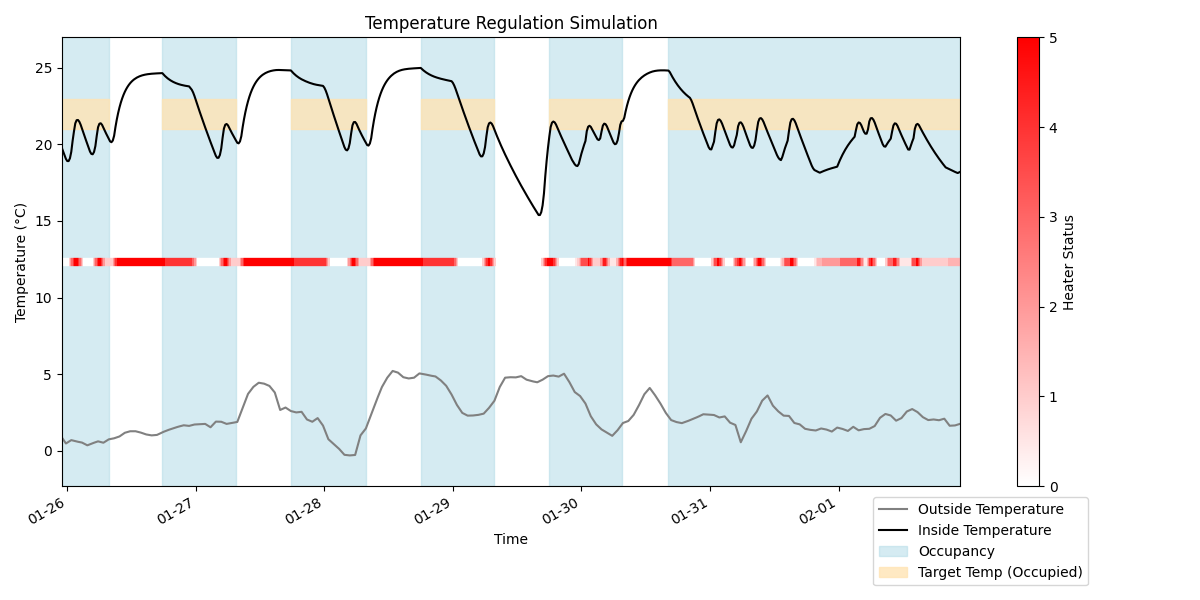 Temperature Regulation Simulation
Temperature (°C)
25
20
15
10
5
0
01-26
01-27
01-28
01-29
01-30
01-31
02-01
Time
5
4
3
2
1
0
Heater Status
Outside Temperature
Inside Temperature
Occupancy
Target Temp (Occupied)